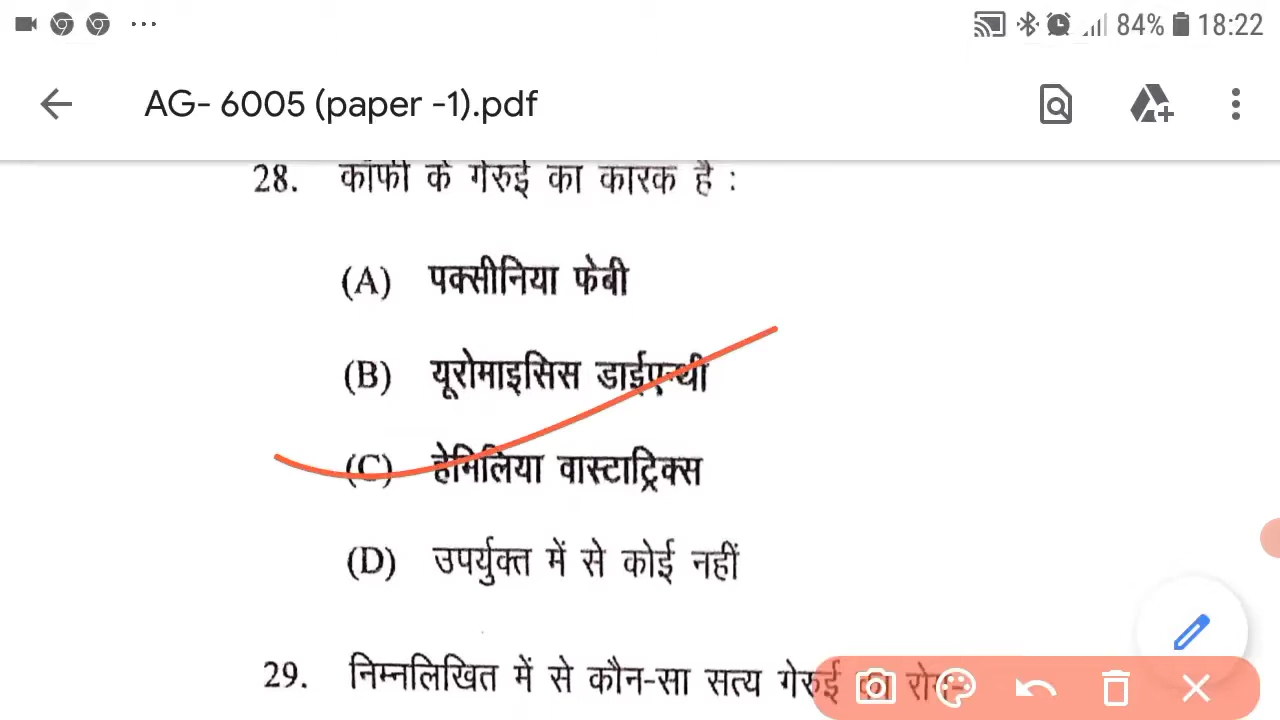 84% 18:22
AG- 6005 (paper -1).pdf
28. कॉफी के गेरुई का कारक है :
(A) पक्सीनिया फेबी
(B) यूरोमाइसिस डाईएन्थी
(C) हेमिलिया वास्टाट्रिक्स
(D) उपर्युक्त में से कोई नहीं
29. निम्नलिखित में से कौन-सा सत्य गेरुई का रोग-